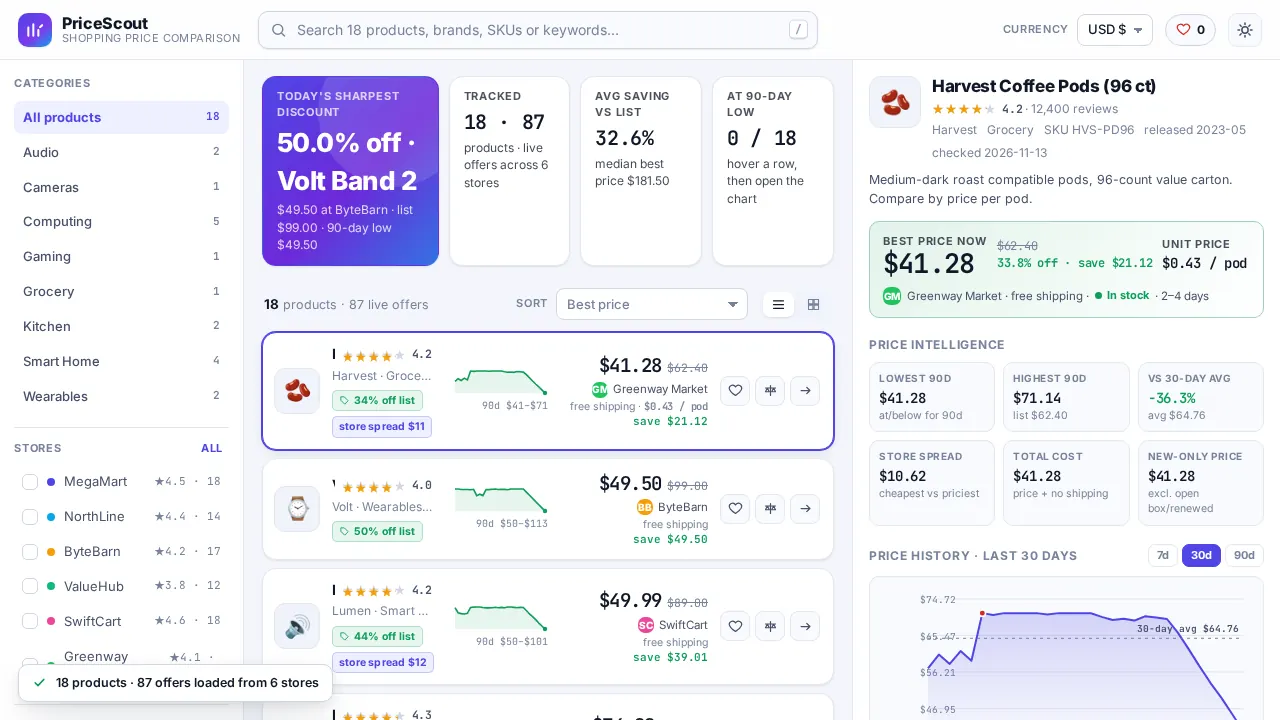 PriceScout
SHOPPING PRICE COMPARISON
Search 18 products, brands, SKUs or keywords...
/
CURRENCY
USD $
0
CATEGORIES
All products 18
Audio 2
Cameras 1
Computing 5
Gaming 1
Grocery 1
Kitchen 2
Smart Home 4
Wearables 2
STORES ALL
MegaMart ★4.5 · 18
NorthLine ★4.4 · 14
ByteBarn ★4.2 · 17
ValueHub ★3.8 · 12
SwiftCart ★4.6 · 18
Greenway ★4.1 ·
18 products · 87 offers loaded from 6 stores
TODAY'S SHARPEST
DISCOUNT
50.0% off ·
Volt Band 2
$49.50 at ByteBarn · list
$99.00 · 90-day low
$49.50
TRACKED
18 · 87
products · live
offers across 6
stores
AVG SAVING
VS LIST
32.6%
median best
price $181.50
AT 90-DAY
LOW
0 / 18
hover a row,
then open the
chart
18 products · 87 live offers
SORT
Best price
★★★★★ 4.2
Harvest · Groce...
34% off list
store spread $11
90d $41–$71
$41.28 $62.40
GM Greenway Market
free shipping · $0.43 / pod
save $21.12
★★★★★ 4.0
Volt · Wearables...
50% off list
90d $50–$113
$49.50 $99.00
BB ByteBarn
free shipping
save $49.50
★★★★★ 4.2
Lumen · Smart ...
44% off list
store spread $12
90d $50–$101
$49.99 $89.00
SC SwiftCart
free shipping
save $39.01
★★★★★ 4.3
Harvest Coffee Pods (96 ct)
★★★★★ 4.2 · 12,400 reviews
Harvest Grocery SKU HVS-PD96 released 2023-05
checked 2026-11-13
Medium-dark roast compatible pods, 96-count value carton.
Compare by price per pod.
BEST PRICE NOW
$41.28
$62.40
33.8% off · save $21.12
UNIT PRICE
$0.43 / pod
GM Greenway Market · free shipping · In stock · 2–4 days
PRICE INTELLIGENCE
LOWEST 90D
$41.28
at/below for 90d
HIGHEST 90D
$71.14
list $62.40
VS 30-DAY AVG
-36.3%
avg $64.76
STORE SPREAD
$10.62
cheapest vs priciest
TOTAL COST
$41.28
price + no shipping
NEW-ONLY PRICE
$41.28
excl. open
box/renewed
PRICE HISTORY · LAST 30 DAYS
7d 30d 90d
$74.72
$65.47
30-day avg $64.76
$56.21
$46.95